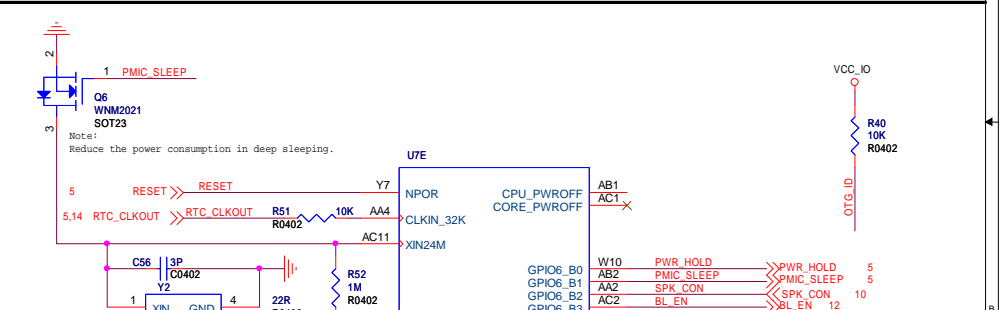 2
1 PMIC_SLEEP
VCC_IO
Q6
WNM2021
SOT23
3
Note:
Reduce the power consumption in deep sleeping.
R40
10K
R0402
U7E
OTG_ID
5 RESET RESET Y7 NPOR
CPU_PWROFF AB1
CORE_PWROFF AC1
5,14 RTC_CLKOUT RTC_CLKOUT R51 10K AA4 CLKIN_32K
R0402
AC11 XIN24M
C56 3P
C0402
Y2
R52
1M
R0402
GPIO6_B0 W10 PWR_HOLD PWR_HOLD 5
GPIO6_B1 AB2 PMIC_SLEEP PMIC_SLEEP 5
GPIO6_B2 AA2 SPK_CON SPK_CON 10
GPIO6_B3 AC2 BL_EN BL_EN 12
1 XIN GND 4 22R
B